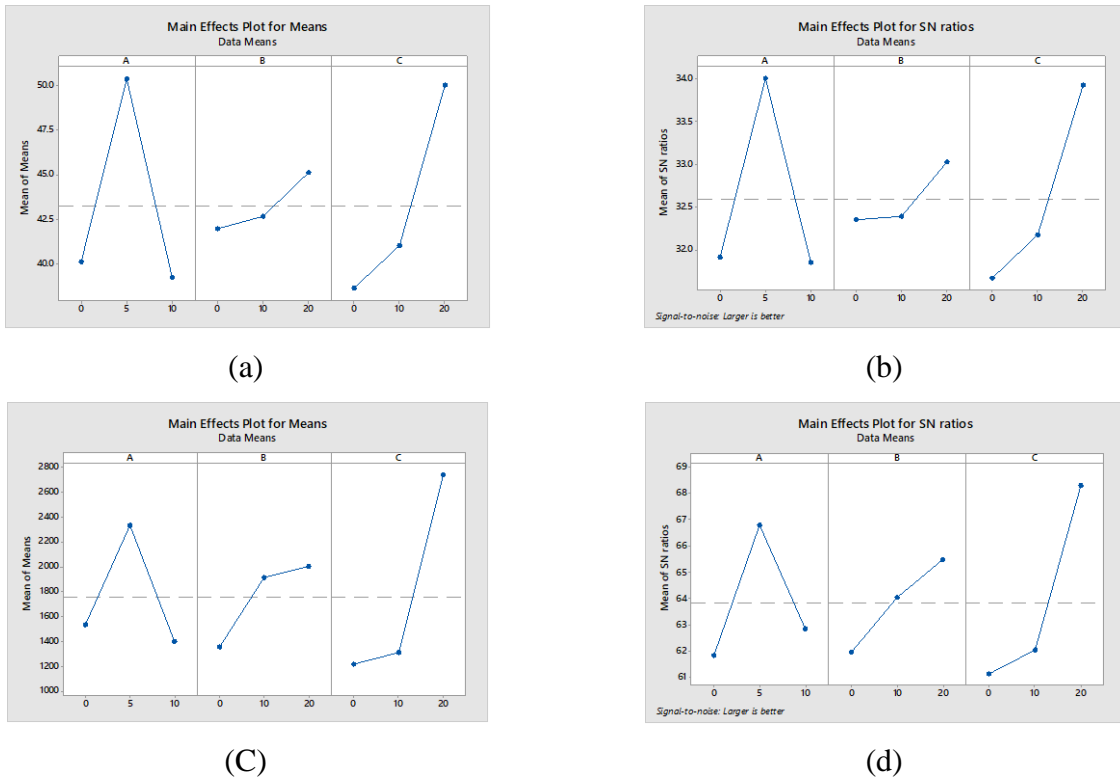 Main Effects Plot for Means
Data Means
A B C
50.0
47.5
45.0
42.5
40.0
Mean of Means
0 5 10 0 10 20 0 10 20
(a)
Main Effects Plot for SN ratios
Data Means
A B C
34.0
33.0
32.5
32.0
Mean of SN ratios
0 5 10 0 10 20 0 10 20
Signal-to-noise: Larger is better
(b)
Main Effects Plot for Means
Data Means
A B C
2800
2600
2400
2200
2000
1800
1600
1400
1200
1000
Mean of Means
0 5 10 0 10 20 0 10 20
(C)
Main Effects Plot for SN ratios
Data Means
A B C
69
68
67
66
65
64
63
62
61
Mean of SN ratios
0 5 10 0 10 20 0 10 20
Signal-to-noise: Larger is better
(d)